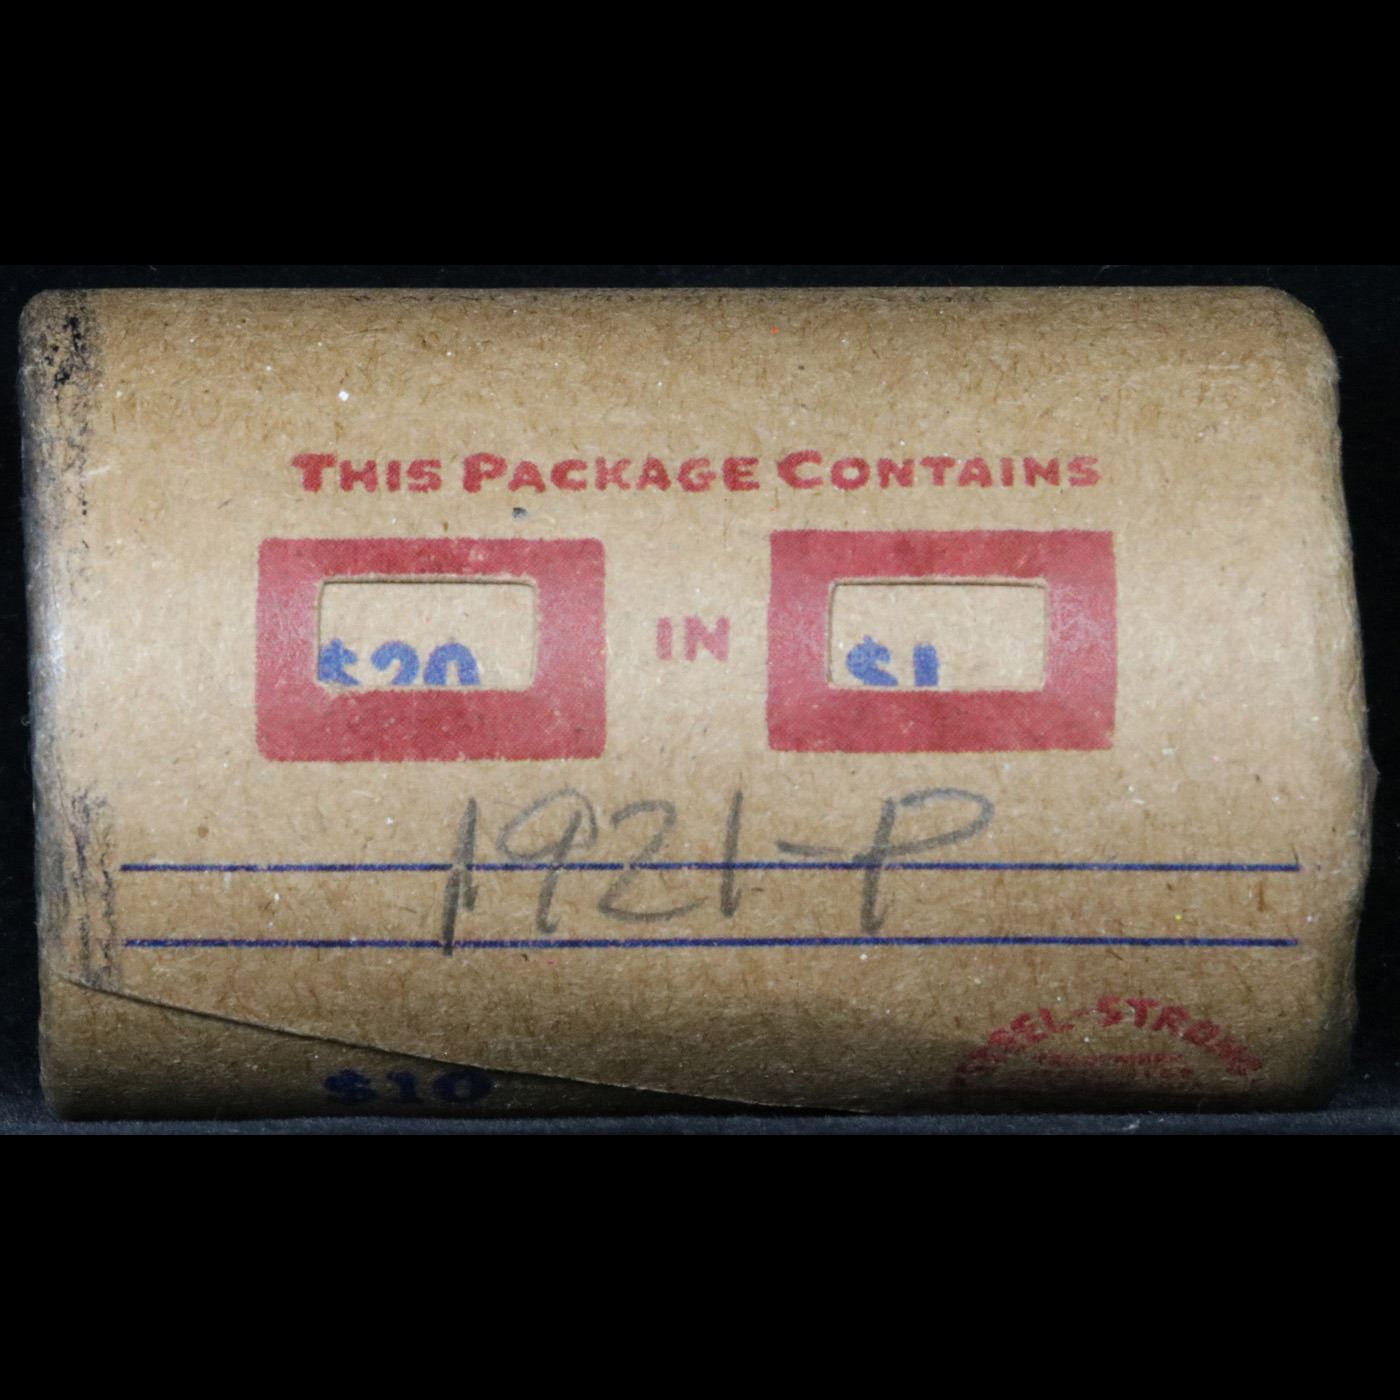 THIS PACKAGE CONTAINS
$20 IN $1
1921-P
$10